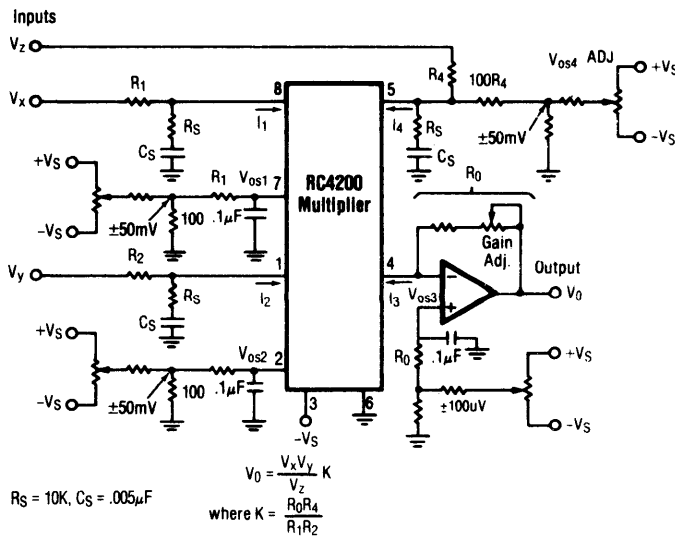 Inputs
Vz
Vx
R1
8
I1
RS
CS
+VS
−VS
±50mV
R1
100
Vos1
.1µF
7
Vy
R2
1
I2
RS
CS
+VS
−VS
±50mV
100
Vos2
.1µF
2
RC4200
Multiplier
3
−VS
6
5
I4
R4
100R4
RS
CS
±50mV
Vos4 ADJ
+VS
−VS
R0
Gain
Adj.
4
I3
Vos3
−
+
Output
V0
R0
.1µF
±100uV
+VS
−VS
RS = 10K, CS = .005µF
V0 = VxVy/Vz K
where K = R0R4/R1R2